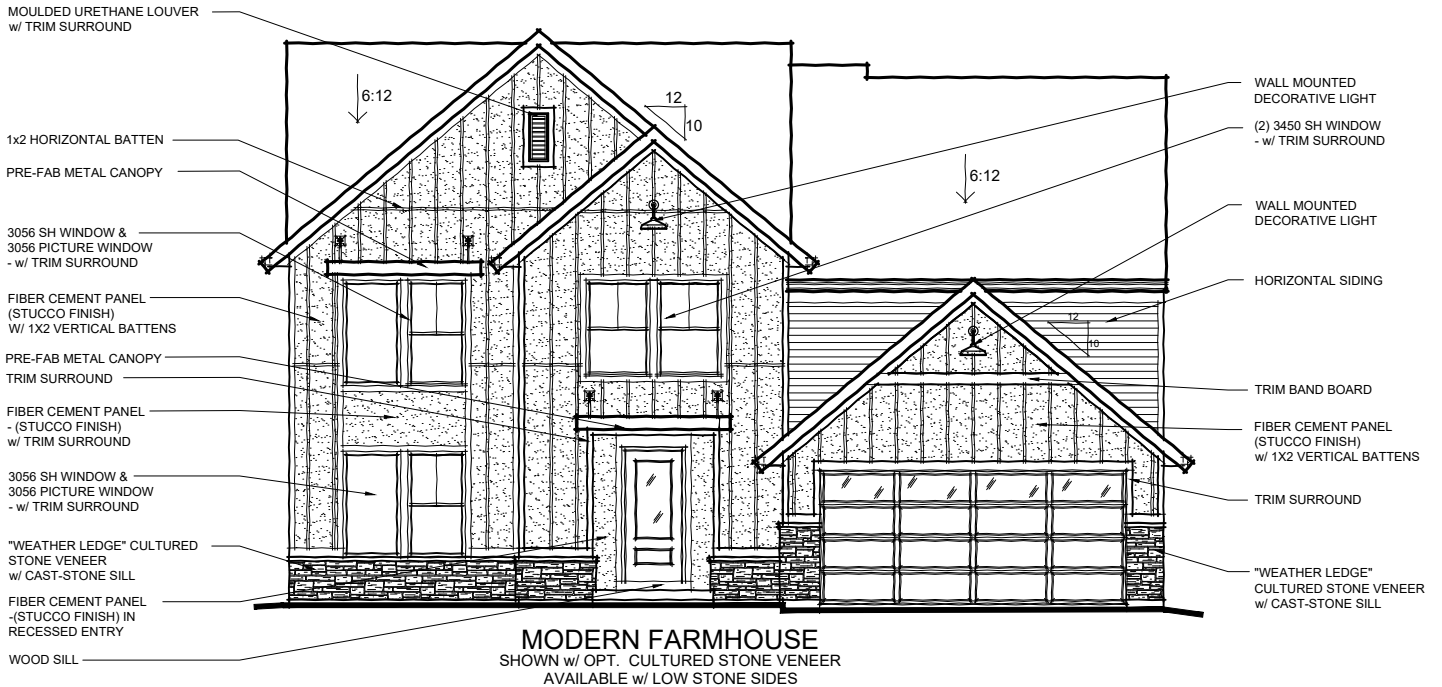 MOULDED URETHANE LOUVER
w/ TRIM SURROUND
6:12
12
10
1x2 HORIZONTAL BATTEN
PRE-FAB METAL CANOPY
3056 SH WINDOW &
3056 PICTURE WINDOW
- w/ TRIM SURROUND
FIBER CEMENT PANEL
(STUCCO FINISH)
W/ 1X2 VERTICAL BATTENS
PRE-FAB METAL CANOPY
TRIM SURROUND
FIBER CEMENT PANEL
- (STUCCO FINISH)
w/ TRIM SURROUND
3056 SH WINDOW &
3056 PICTURE WINDOW
- w/ TRIM SURROUND
"WEATHER LEDGE" CULTURED
STONE VENEER
w/ CAST-STONE SILL
FIBER CEMENT PANEL
-(STUCCO FINISH) IN
RECESSED ENTRY
WOOD SILL
WALL MOUNTED
DECORATIVE LIGHT
(2) 3450 SH WINDOW
- w/ TRIM SURROUND
6:12
WALL MOUNTED
DECORATIVE LIGHT
HORIZONTAL SIDING
12
10
TRIM BAND BOARD
FIBER CEMENT PANEL
(STUCCO FINISH)
w/ 1X2 VERTICAL BATTENS
TRIM SURROUND
"WEATHER LEDGE"
CULTURED STONE VENEER
w/ CAST-STONE SILL
MODERN FARMHOUSE
SHOWN w/ OPT. CULTURED STONE VENEER
AVAILABLE w/ LOW STONE SIDES